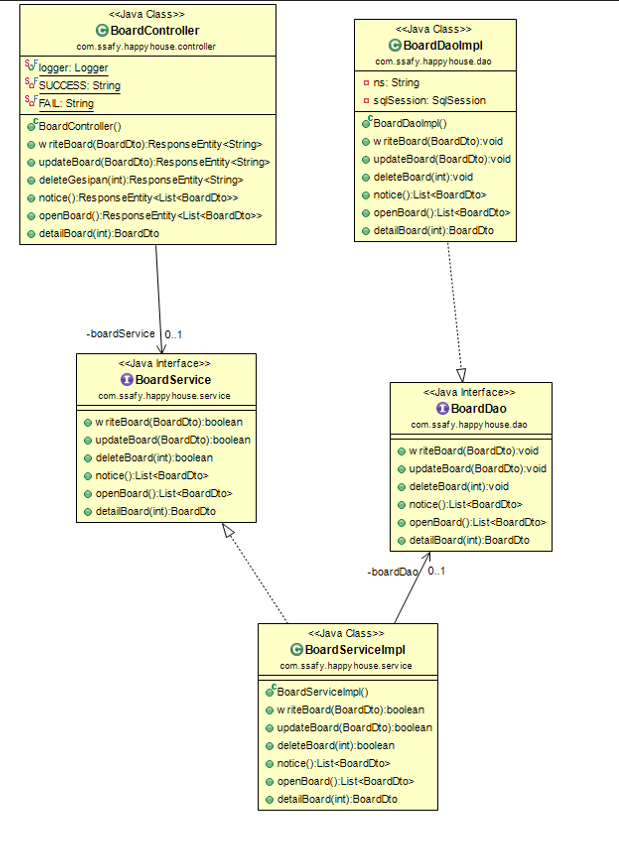 <<Java Class>>
BoardController
com.ssafy.happyhouse.controller
logger: Logger
SUCCESS: String
FAIL: String
BoardController()
writeBoard(BoardDto):ResponseEntity<String>
updateBoard(BoardDto):ResponseEntity<String>
deleteGesipan(int):ResponseEntity<String>
notice():ResponseEntity<List<BoardDto>>
openBoard():ResponseEntity<List<BoardDto>>
detailBoard(int):BoardDto
<<Java Class>>
BoardDaoImpl
com.ssafy.happyhouse.dao
ns: String
sqlSession: SqlSession
BoardDaoImpl()
writeBoard(BoardDto):void
updateBoard(BoardDto):void
deleteBoard(int):void
notice():List<BoardDto>
openBoard():List<BoardDto>
detailBoard(int):BoardDto
-boardService 0..1
<<Java Interface>>
BoardService
com.ssafy.happyhouse.service
writeBoard(BoardDto):boolean
updateBoard(BoardDto):boolean
deleteBoard(int):boolean
notice():List<BoardDto>
openBoard():List<BoardDto>
detailBoard(int):BoardDto
<<Java Interface>>
BoardDao
com.ssafy.happyhouse.dao
writeBoard(BoardDto):void
updateBoard(BoardDto):void
deleteBoard(int):void
notice():List<BoardDto>
openBoard():List<BoardDto>
detailBoard(int):BoardDto
-boardDao 0..1
<<Java Class>>
BoardServiceImpl
com.ssafy.happyhouse.service
BoardServiceImpl()
writeBoard(BoardDto):boolean
updateBoard(BoardDto):boolean
deleteBoard(int):boolean
notice():List<BoardDto>
openBoard():List<BoardDto>
detailBoard(int):BoardDto